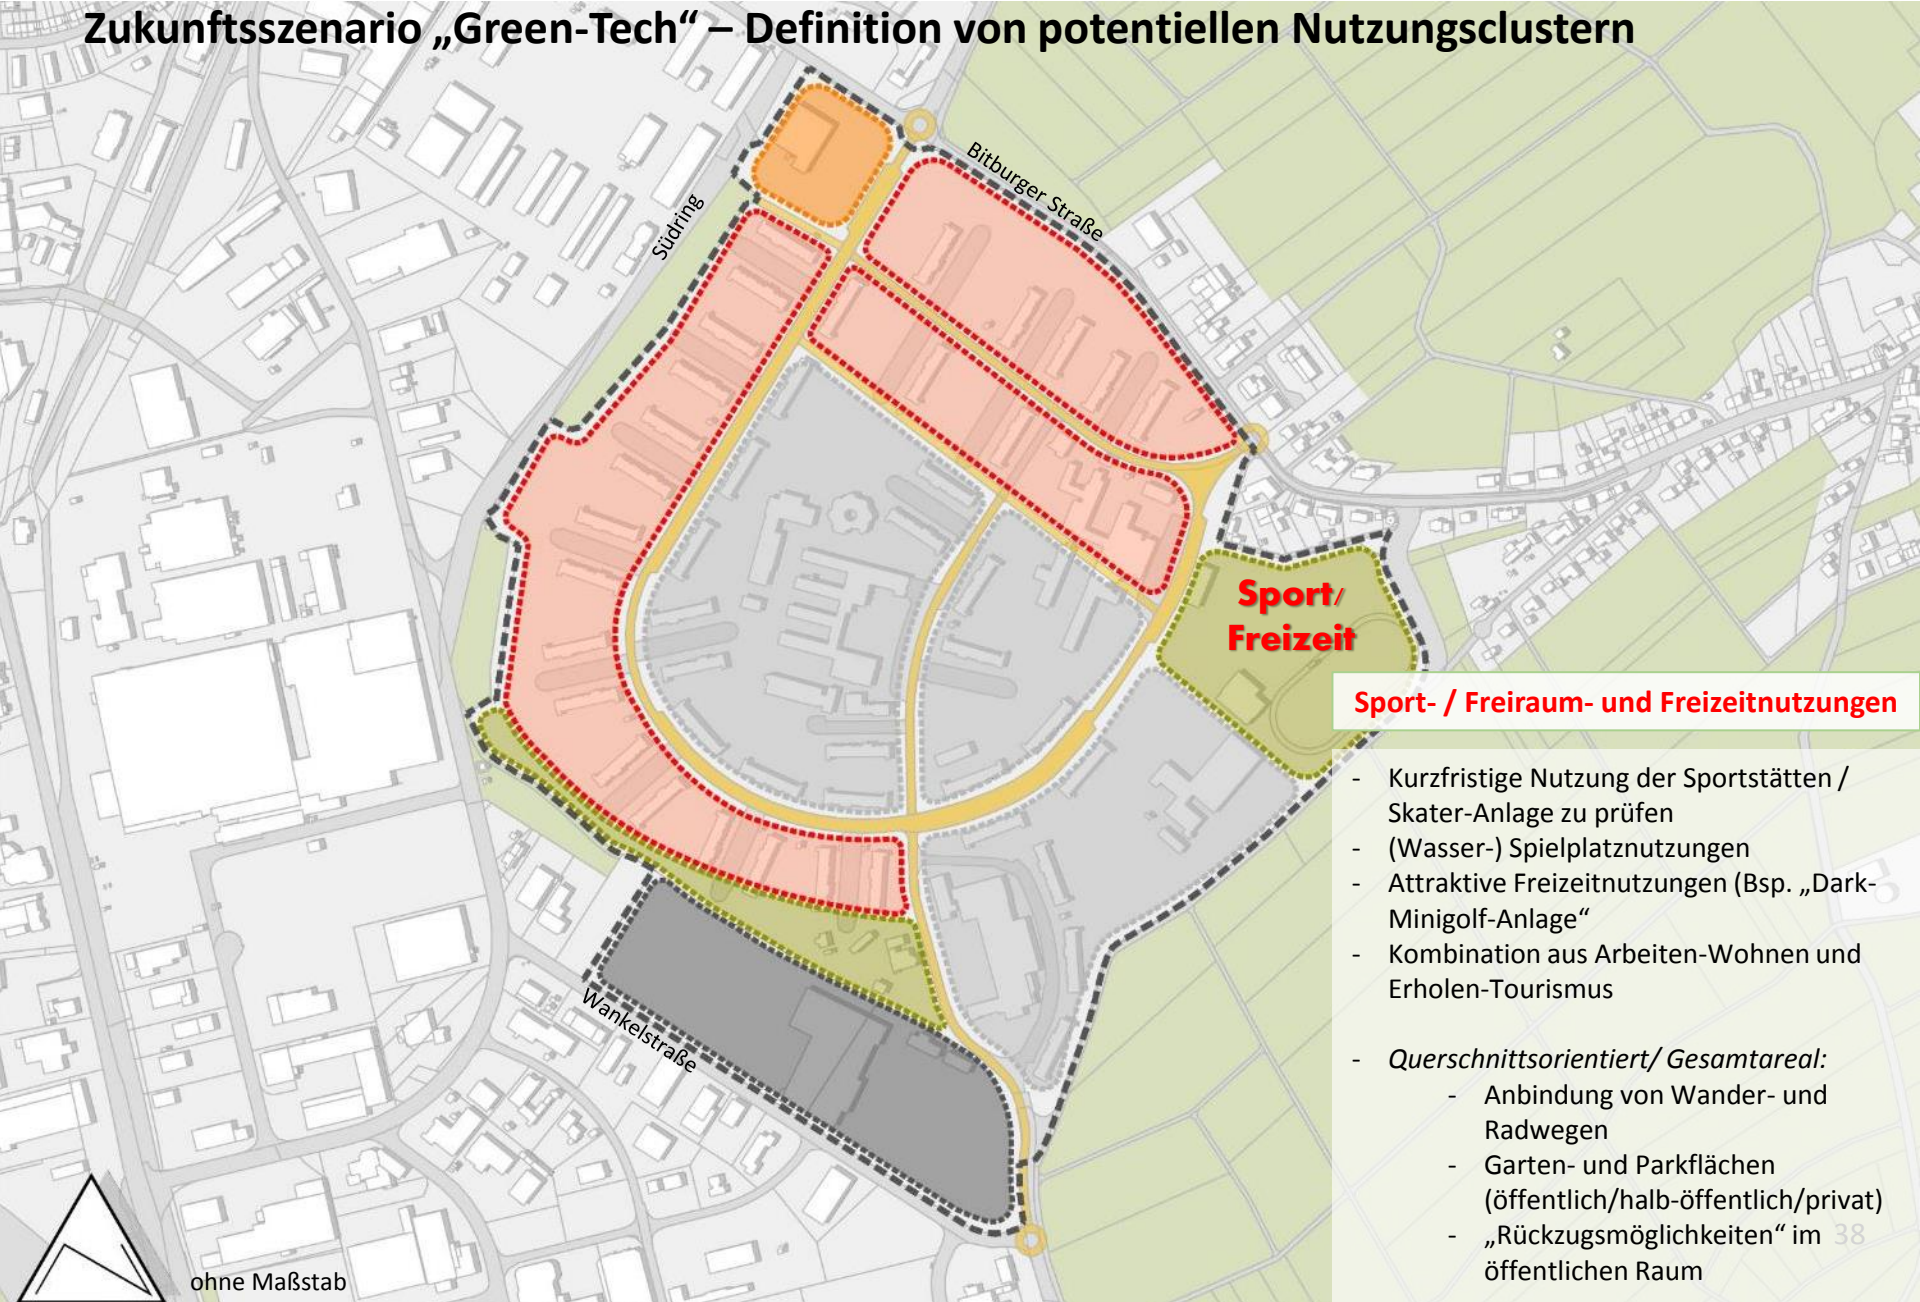 Zukunftsszenario „Green-Tech“ – Definition von potentiellen Nutzungsclustern
Bitburger Straße
Südring
Sport/
Freizeit
Sport- / Freiraum- und Freizeitnutzungen
- Kurzfristige Nutzung der Sportstätten /
Skater-Anlage zu prüfen
- (Wasser-) Spielplatznutzungen
- Attraktive Freizeitnutzungen (Bsp. „Dark-
Minigolf-Anlage“
- Kombination aus Arbeiten-Wohnen und
Erholen-Tourismus
- Querschnittsorientiert/ Gesamtareal:
- Anbindung von Wander- und
Radwegen
- Garten- und Parkflächen
(öffentlich/halb-öffentlich/privat)
- „Rückzugsmöglichkeiten“ im
öffentlichen Raum
38
Wankelstraße
ohne Maßstab